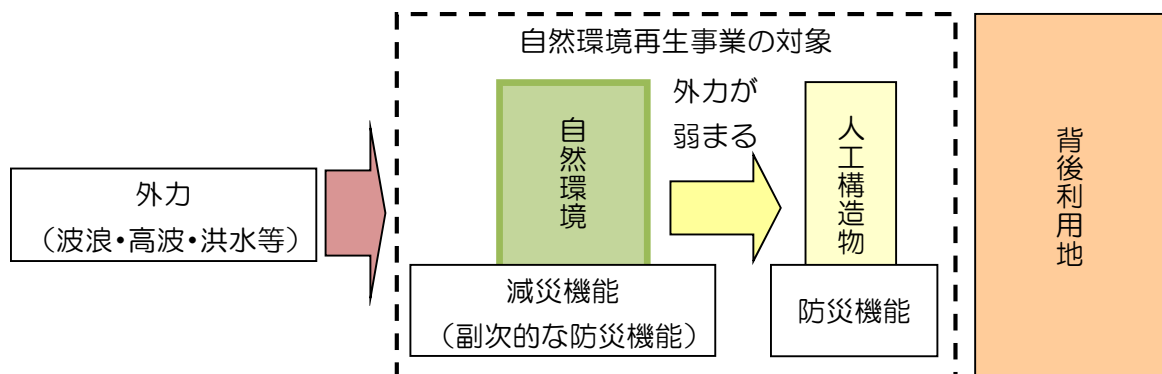 自然環境再生事業の対象
外力
（波浪・高波・洪水等）
自然環境
減災機能
（副次的な防災機能）
外力が
弱まる
人工構造物
防災機能
背後利用地